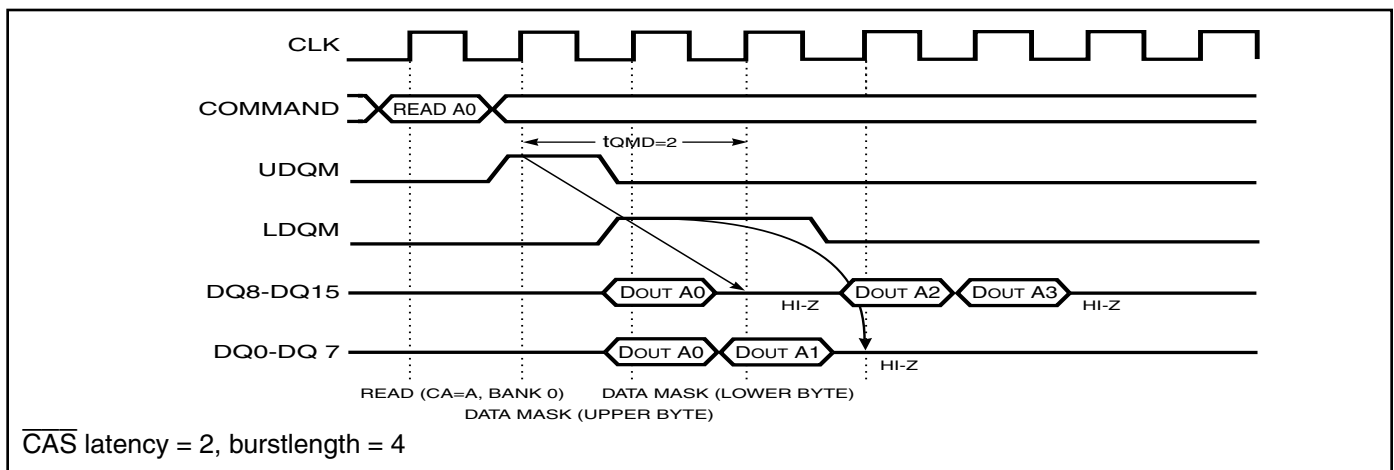 CLK
COMMAND READ A0
tQMD=2
UDQM
LDQM
DQ8-DQ15 DOUT A0 HI-Z DOUT A2 DOUT A3 HI-Z
DQ0-DQ 7 DOUT A0 DOUT A1 HI-Z
READ (CA=A, BANK 0) DATA MASK (LOWER BYTE)
DATA MASK (UPPER BYTE)
C̅A̅S̅ latency = 2, burstlength = 4